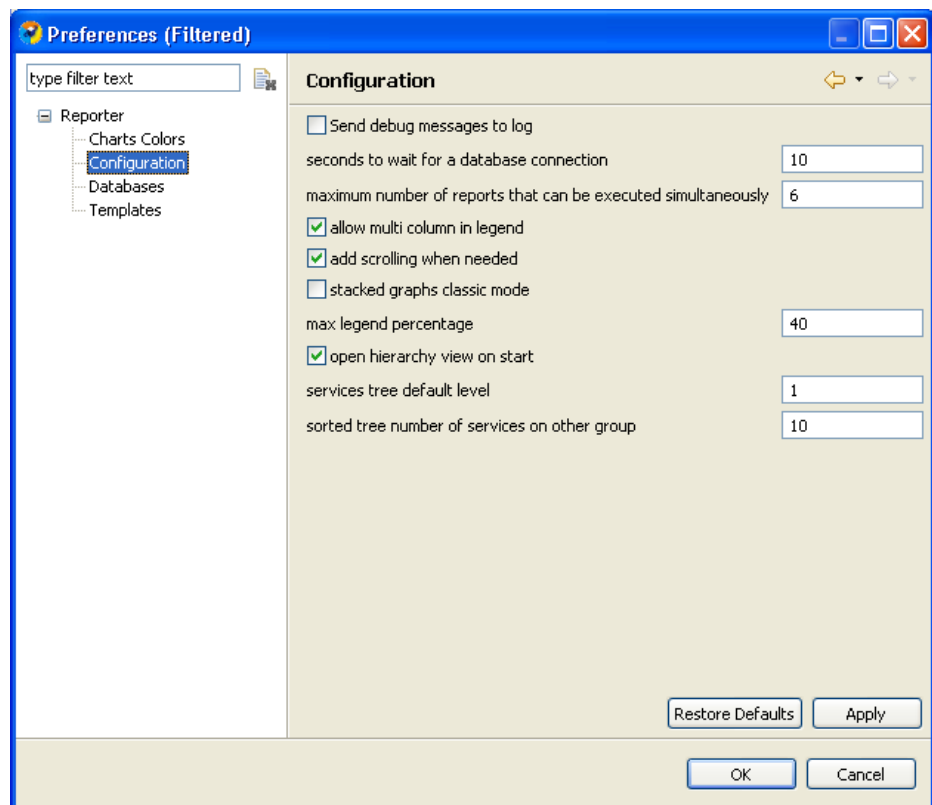 Preferences (Filtered)
type filter text
Reporter
Charts Colors
Configuration
Databases
Templates
Configuration
Send debug messages to log
seconds to wait for a database connection 10
maximum number of reports that can be executed simultaneously 6
allow multi column in legend
add scrolling when needed
stacked graphs classic mode
max legend percentage 40
open hierarchy view on start
services tree default level 1
sorted tree number of services on other group 10
Restore Defaults Apply
OK Cancel